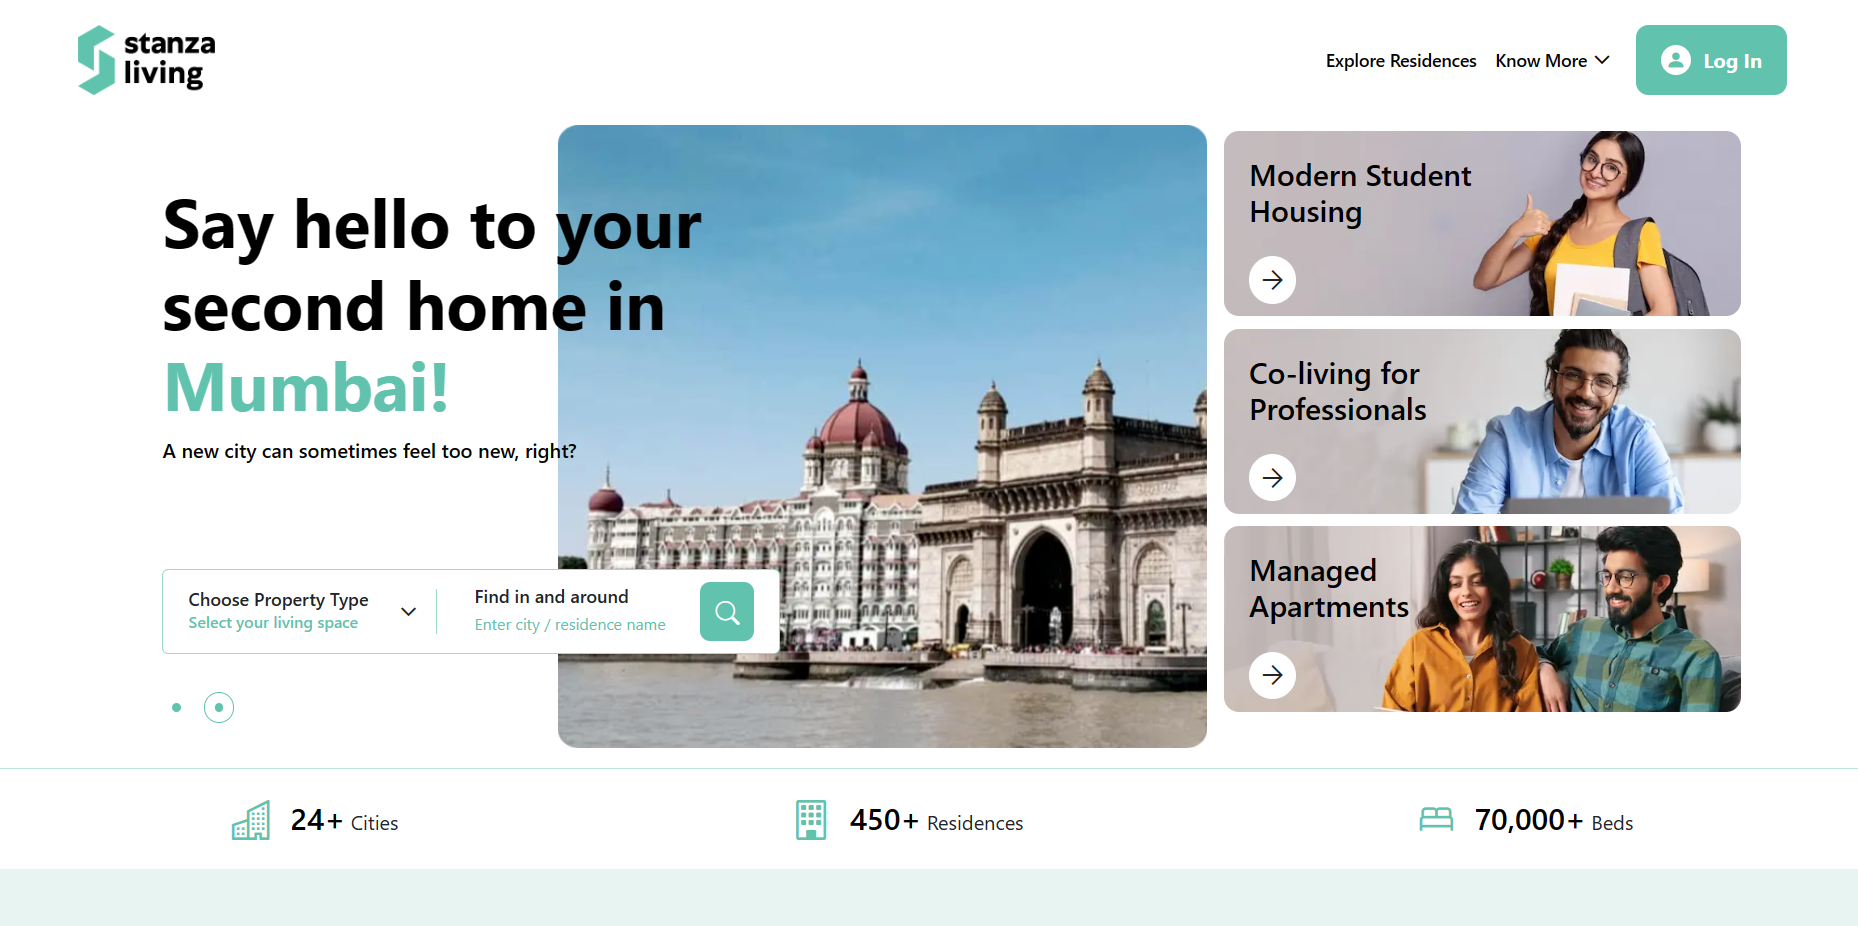 stanza
living
Explore Residences
Know More
Log In
Say hello to your
second home in
Mumbai!
A new city can sometimes feel too new, right?
Choose Property Type
Select your living space
Find in and around
Enter city / residence name
Modern Student
Housing
Co-living for
Professionals
Managed
Apartments
24+ Cities
450+ Residences
70,000+ Beds